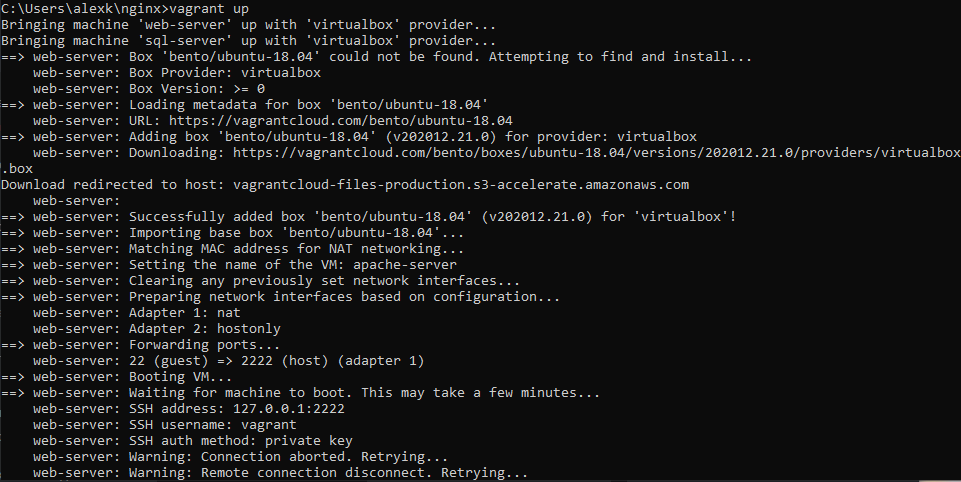 C:\Users\alexk\nginx>vagrant up
Bringing machine 'web-server' up with 'virtualbox' provider...
Bringing machine 'sql-server' up with 'virtualbox' provider...
==> web-server: Box 'bento/ubuntu-18.04' could not be found. Attempting to find and install...
    web-server: Box Provider: virtualbox
    web-server: Box Version: >= 0
==> web-server: Loading metadata for box 'bento/ubuntu-18.04'
    web-server: URL: https://vagrantcloud.com/bento/ubuntu-18.04
==> web-server: Adding box 'bento/ubuntu-18.04' (v202012.21.0) for provider: virtualbox
    web-server: Downloading: https://vagrantcloud.com/bento/boxes/ubuntu-18.04/versions/202012.21.0/providers/virtualbox
.box
Download redirected to host: vagrantcloud-files-production.s3-accelerate.amazonaws.com
    web-server:
==> web-server: Successfully added box 'bento/ubuntu-18.04' (v202012.21.0) for 'virtualbox'!
==> web-server: Importing base box 'bento/ubuntu-18.04'...
==> web-server: Matching MAC address for NAT networking...
==> web-server: Setting the name of the VM: apache-server
==> web-server: Clearing any previously set network interfaces...
==> web-server: Preparing network interfaces based on configuration...
    web-server: Adapter 1: nat
    web-server: Adapter 2: hostonly
==> web-server: Forwarding ports...
    web-server: 22 (guest) => 2222 (host) (adapter 1)
==> web-server: Booting VM...
==> web-server: Waiting for machine to boot. This may take a few minutes...
    web-server: SSH address: 127.0.0.1:2222
    web-server: SSH username: vagrant
    web-server: SSH auth method: private key
    web-server: Warning: Connection aborted. Retrying...
    web-server: Warning: Remote connection disconnect. Retrying...